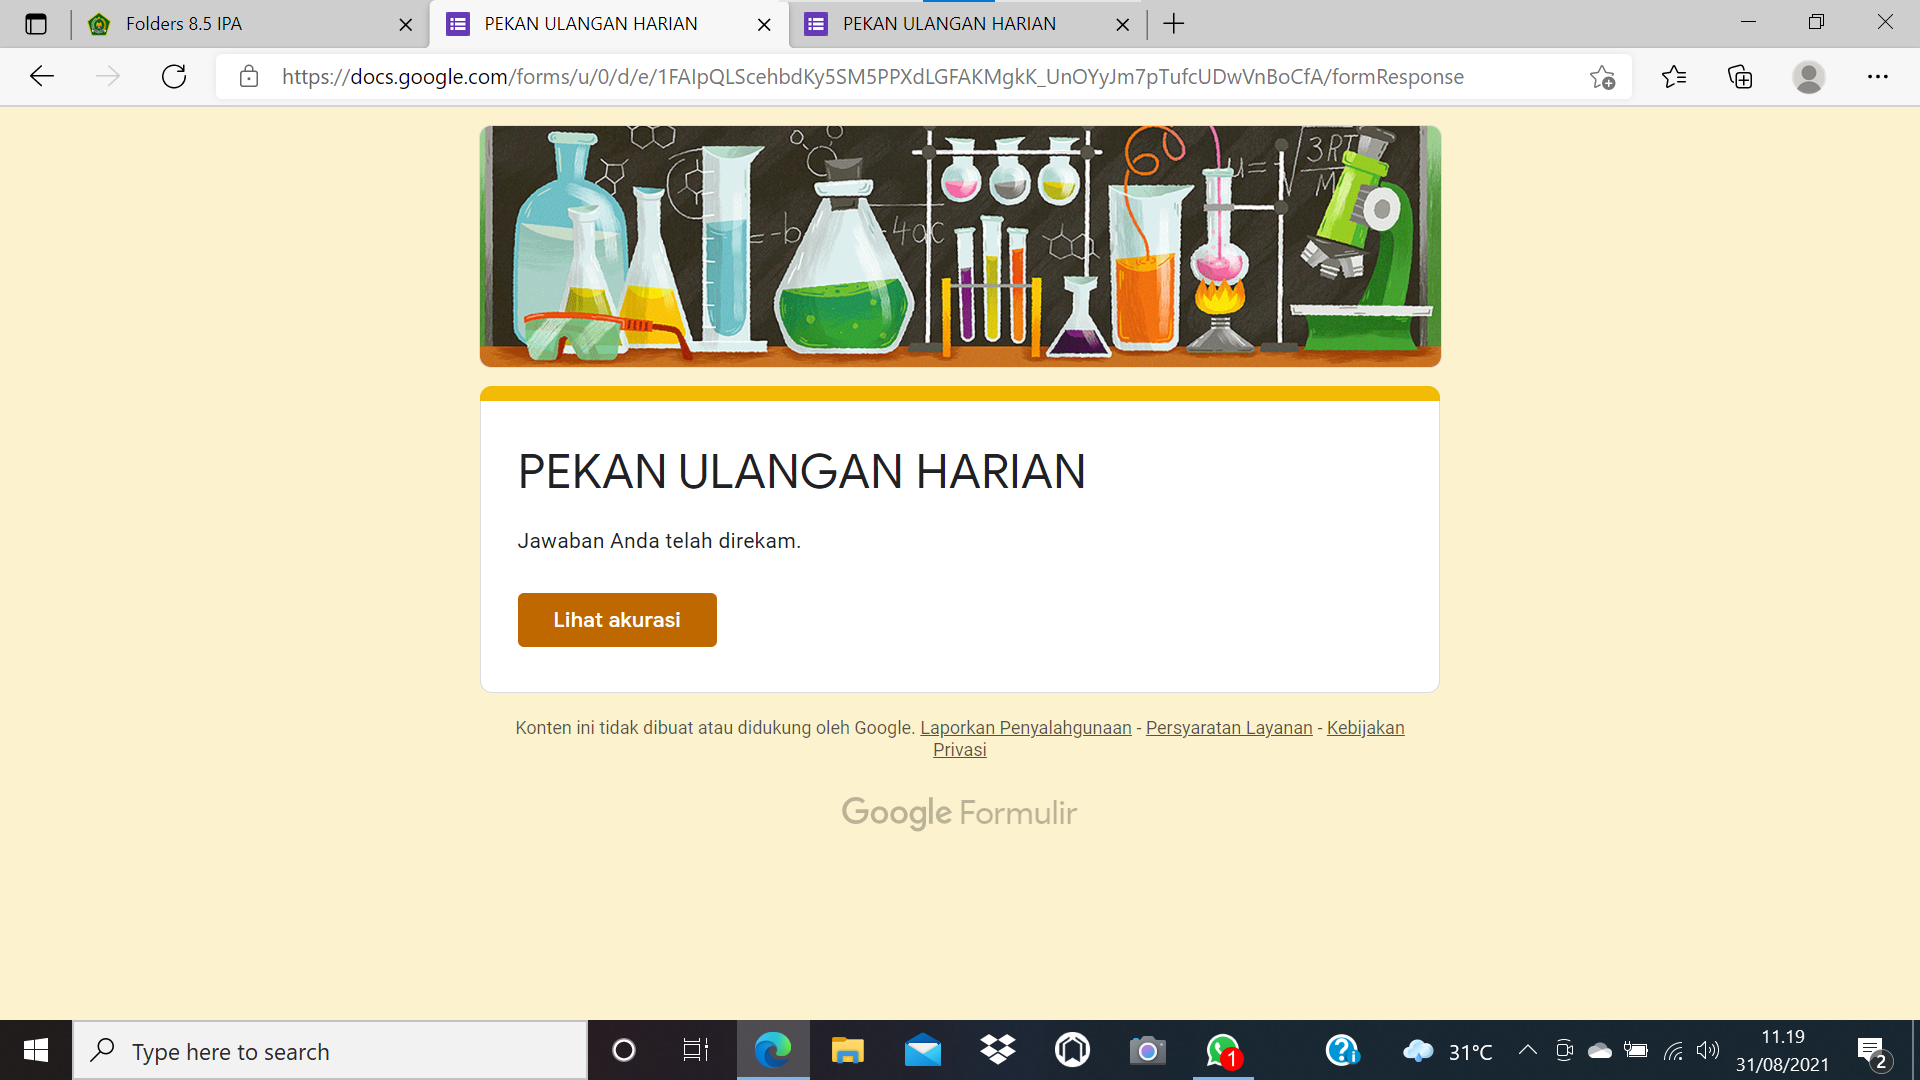 Folders 8.5 IPA
PEKAN ULANGAN HARIAN
PEKAN ULANGAN HARIAN
https://docs.google.com/forms/u/0/d/e/1FAIpQLScehbdKy5SM5PPXdLGFAKMgkK_UnOYyJm7pTufcUDwVnBoCfA/formResponse
PEKAN ULANGAN HARIAN
Jawaban Anda telah direkam.
Lihat akurasi
Konten ini tidak dibuat atau didukung oleh Google. Laporkan Penyalahgunaan - Persyaratan Layanan - Kebijakan
Privasi
Google Formulir
Type here to search
1
31°C
11.19
31/08/2021
2